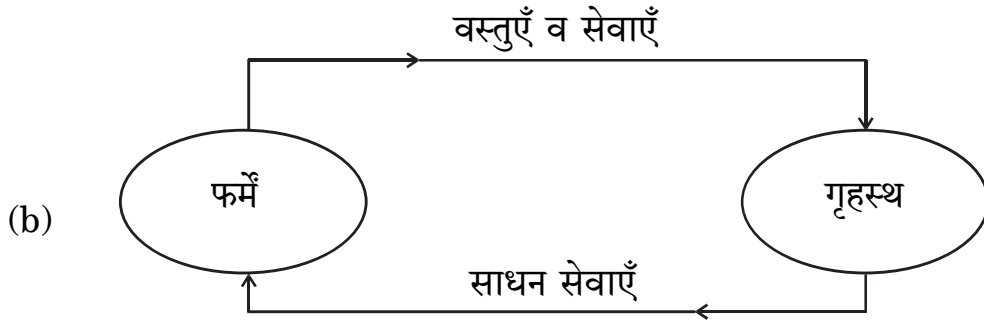 वस्तुएँ व सेवाएँ
(b) फर्में गृहस्थ
साधन सेवाएँ